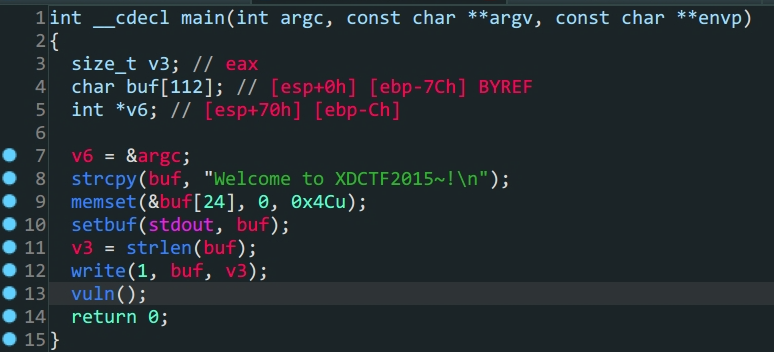 1 int __cdecl main(int argc, const char **argv, const char **envp)
2 {
3 size_t v3; // eax
4 char buf[112]; // [esp+0h] [ebp-7Ch] BYREF
5 int *v6; // [esp+70h] [ebp-Ch]
6
7 v6 = &argc;
8 strcpy(buf, "Welcome to XDCTF2015~!\n");
9 memset(&buf[24], 0, 0x4Cu);
10 setbuf(stdout, buf);
11 v3 = strlen(buf);
12 write(1, buf, v3);
13 vuln();
14 return 0;
15 }